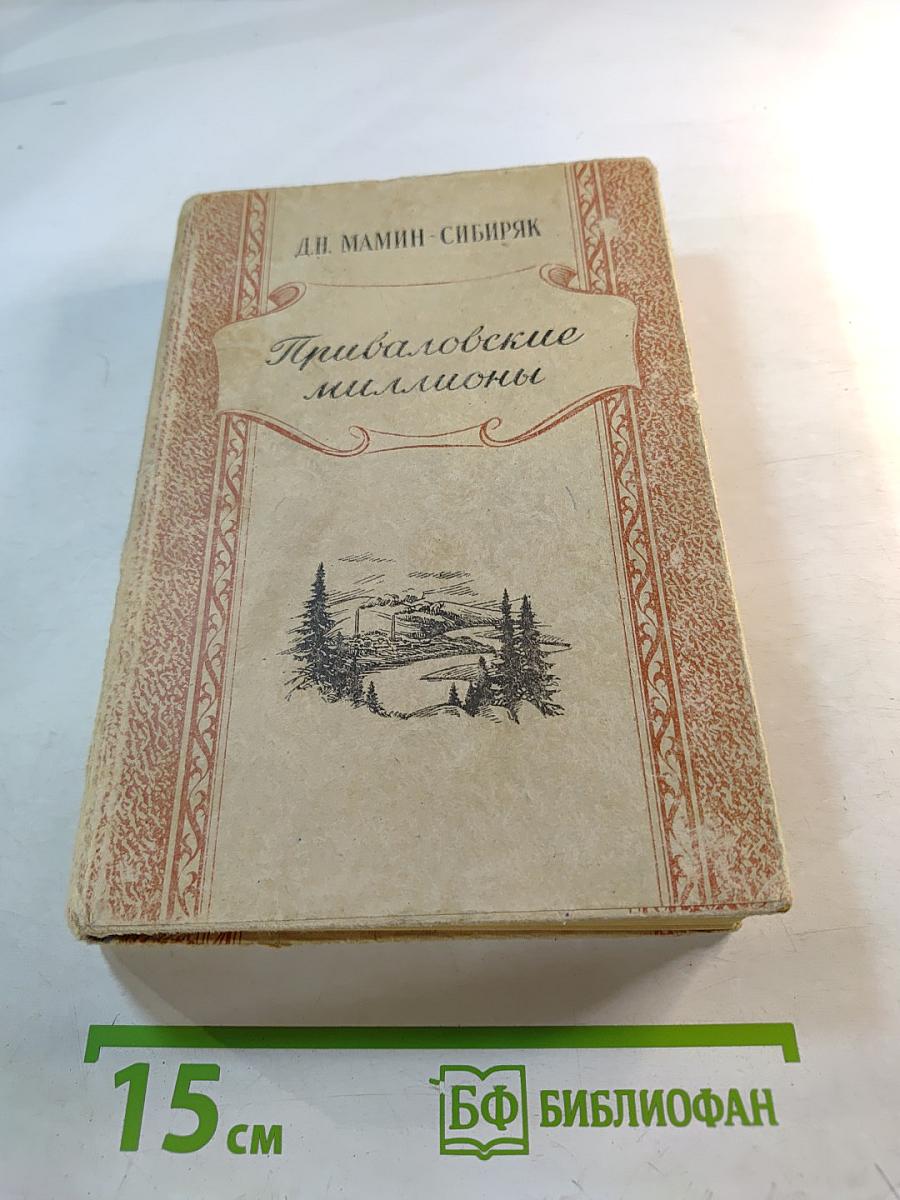 Д.Н. МАМИН-СИБИРЯК
Приваловские
миллионы
15 см
БФ БИБЛИОФАН